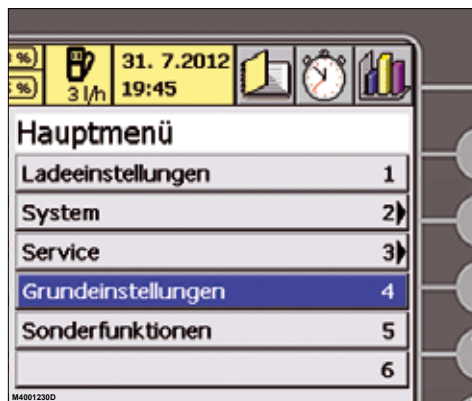 %)
3 l/h
31. 7.2012
%)
19:45
Hauptmenü
Ladeeinstellungen 1
System 2
Service 3
Grundeinstellungen 4
Sonderfunktionen 5
6
M4001230D